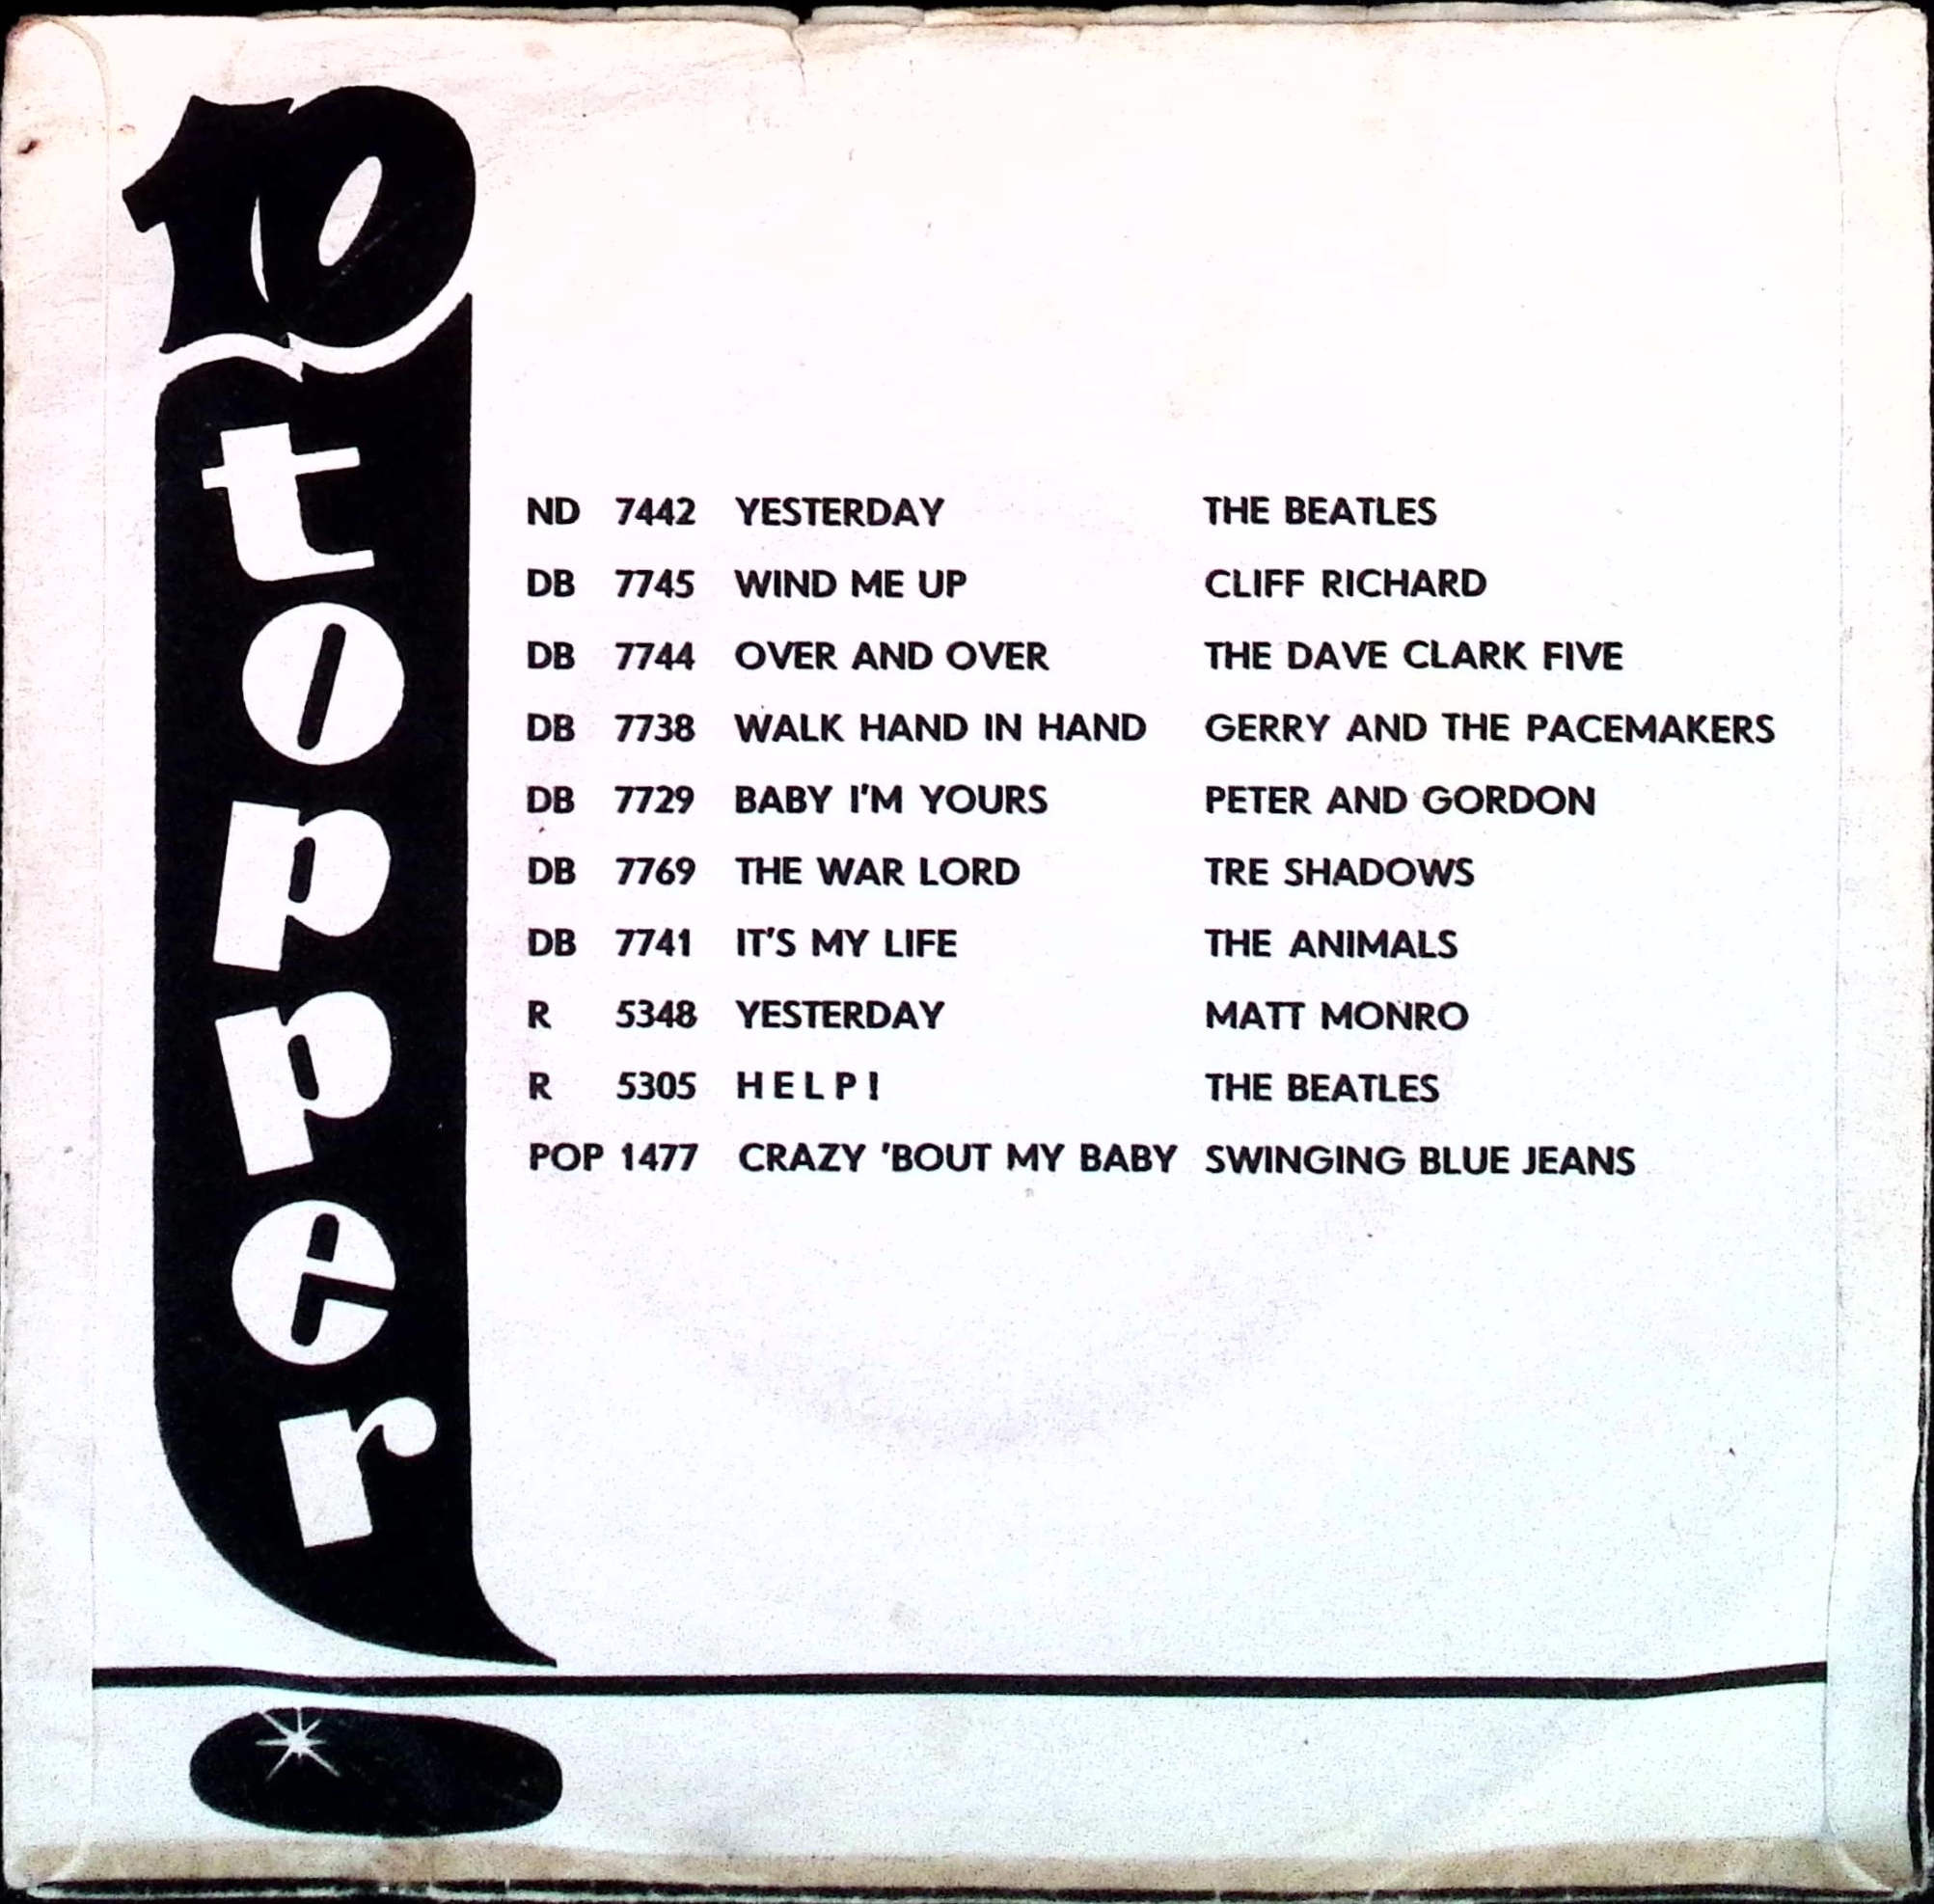 10
topper
ND 7442 YESTERDAY THE BEATLES
DB 7745 WIND ME UP CLIFF RICHARD
DB 7744 OVER AND OVER THE DAVE CLARK FIVE
DB 7738 WALK HAND IN HAND GERRY AND THE PACEMAKERS
DB 7729 BABY I'M YOURS PETER AND GORDON
DB 7769 THE WAR LORD TRE SHADOWS
DB 7741 IT'S MY LIFE THE ANIMALS
R 5348 YESTERDAY MATT MONRO
R 5305 HELP! THE BEATLES
POP 1477 CRAZY 'BOUT MY BABY SWINGING BLUE JEANS